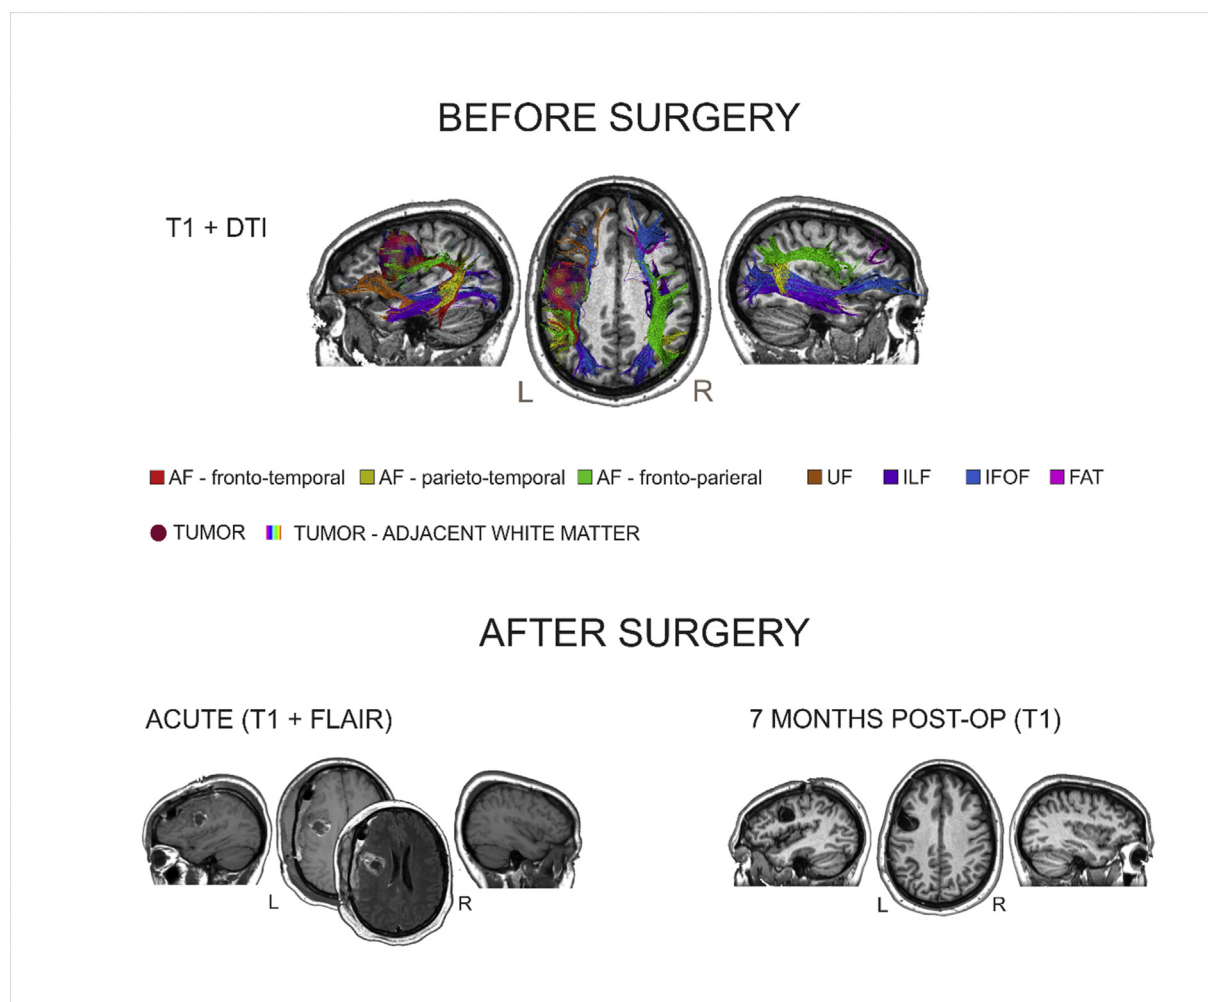 BEFORE SURGERY
T1 + DTI
L R
AF - fronto-temporal AF - parieto-temporal AF - fronto-parieral UF ILF IFOF FAT
TUMOR TUMOR - ADJACENT WHITE MATTER
AFTER SURGERY
ACUTE (T1 + FLAIR) 7 MONTHS POST-OP (T1)
L R L R